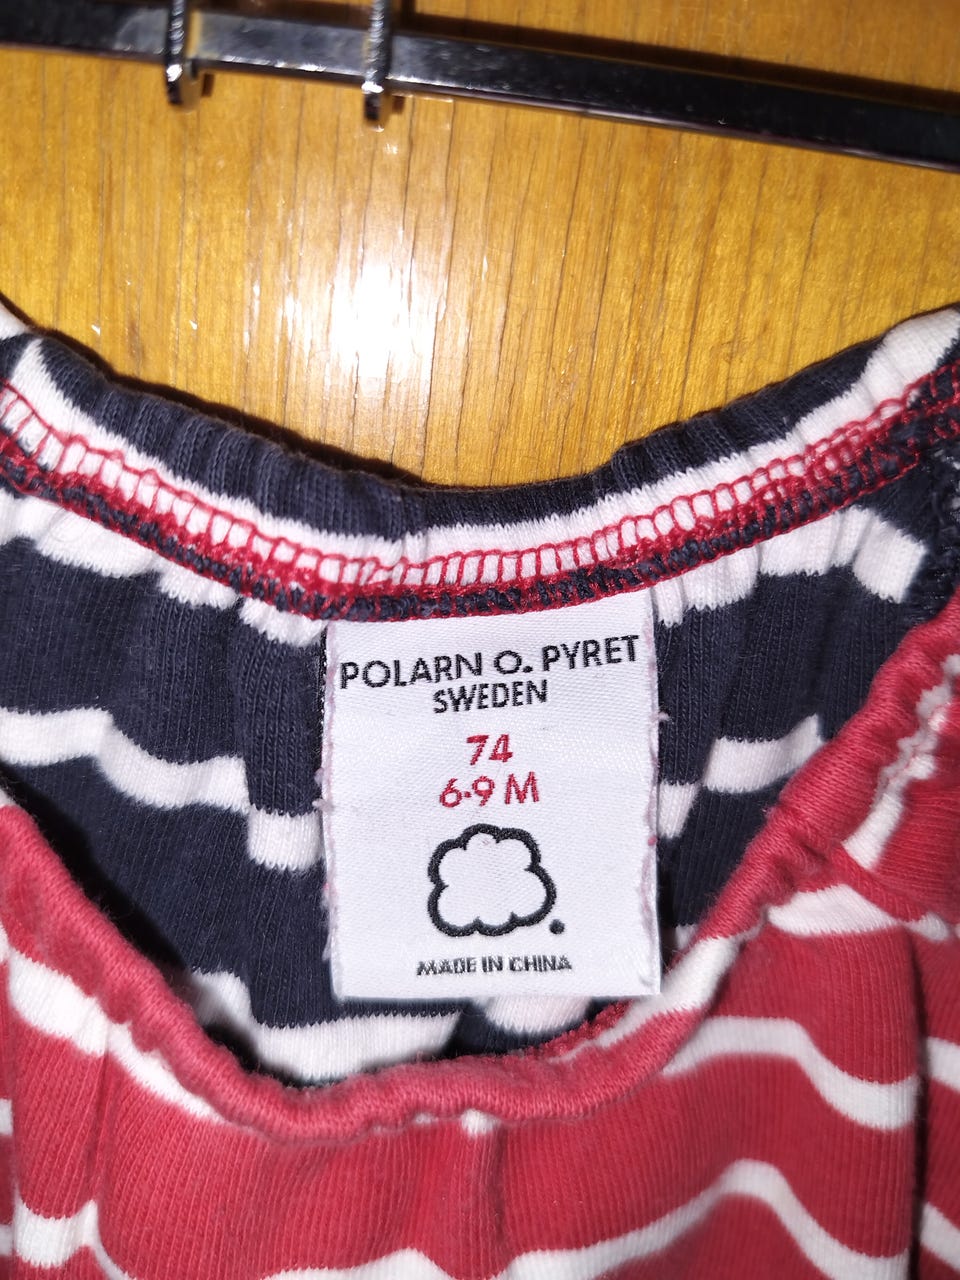 POLARN O. PYRET
SWEDEN
74
6-9 M
MADE IN CHINA